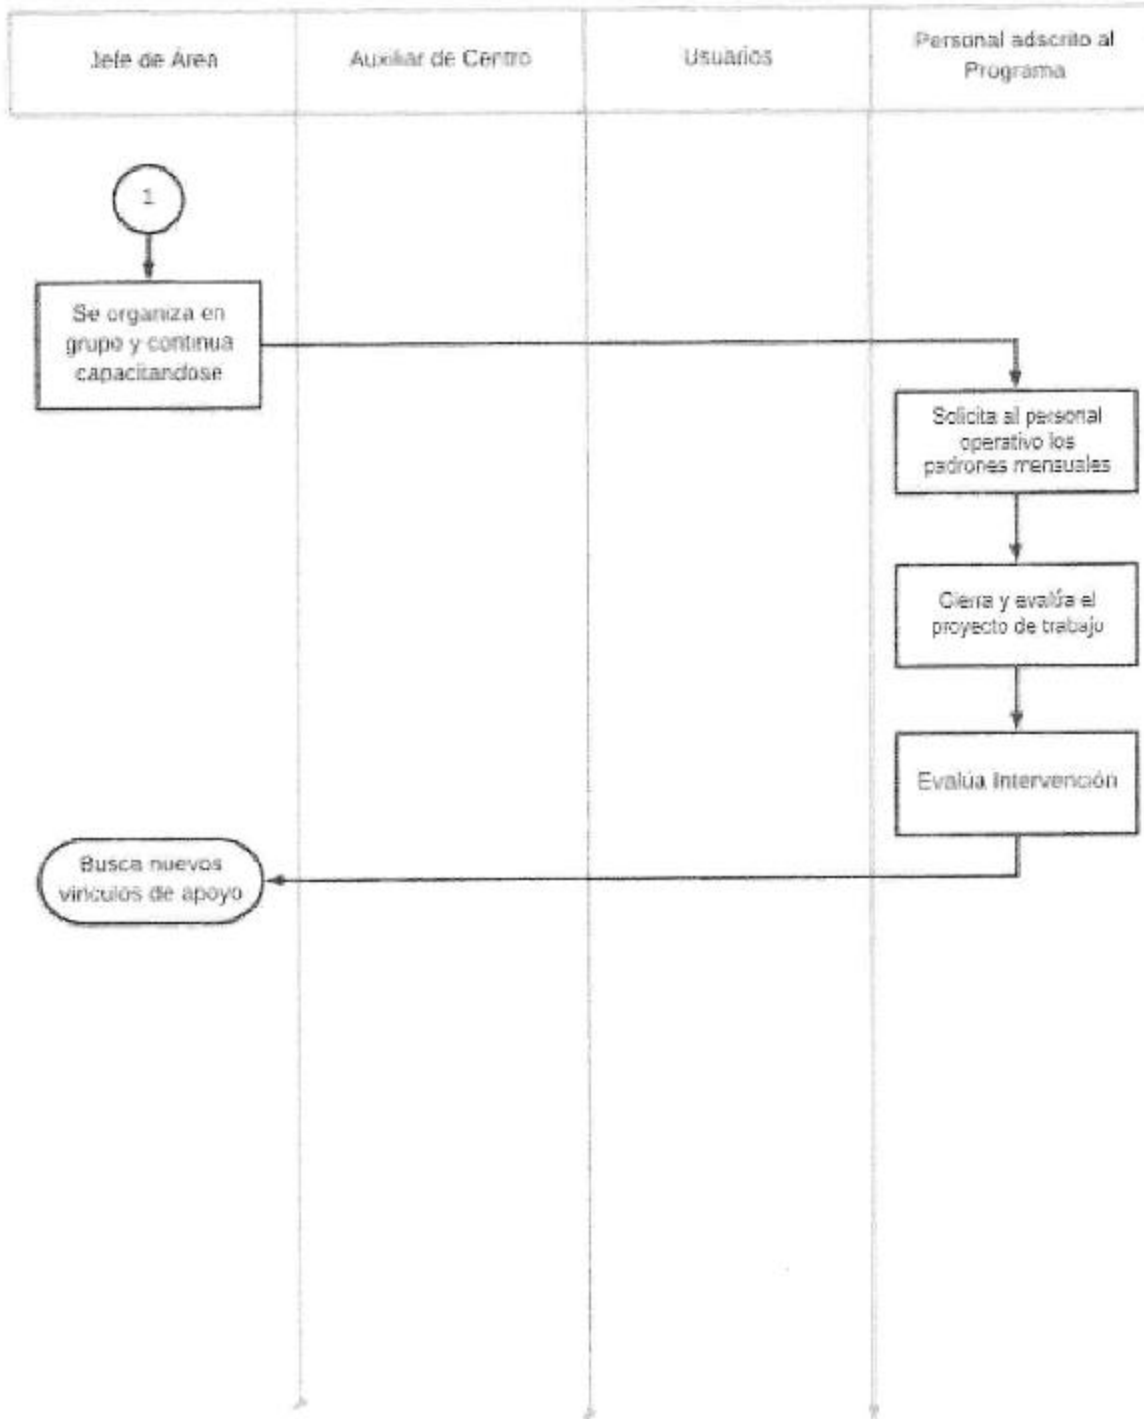 Jefe de Área
Auxiliar de Centro
Usuarios
Personal adscrito al
Programa
1
Se organiza en
grupo y continua
capacitandose
Solicita al personal
operativo los
padrones mensuales
Cierra y evalúa el
proyecto de trabajo
Evalúa Intervención
Busca nuevos
vinculos de apoyo